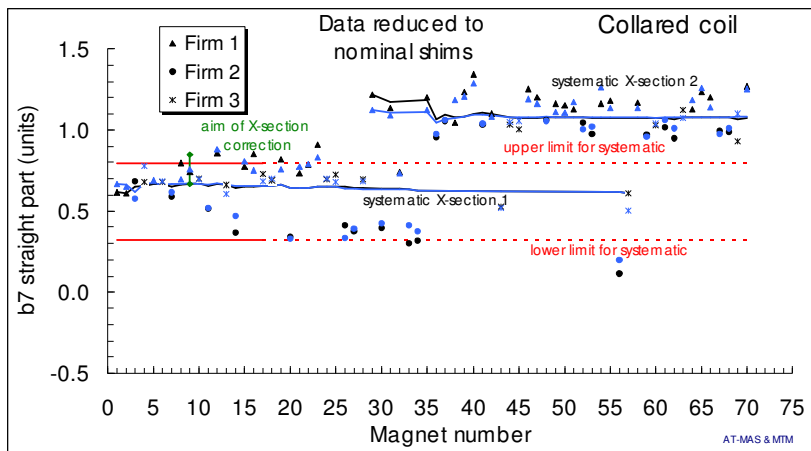 Data reduced to
nominal shims
Collared coil
Firm 1
Firm 2
Firm 3
systematic X-section 2
aim of X-section
correction
upper limit for systematic
systematic X-section 1
lower limit for systematic
b7 straight part (units)
1.5
1.0
0.5
0.0
-0.5
0 5 10 15 20 25 30 35 40 45 50 55 60 65 70 75
Magnet number
AT-MAS & MTM